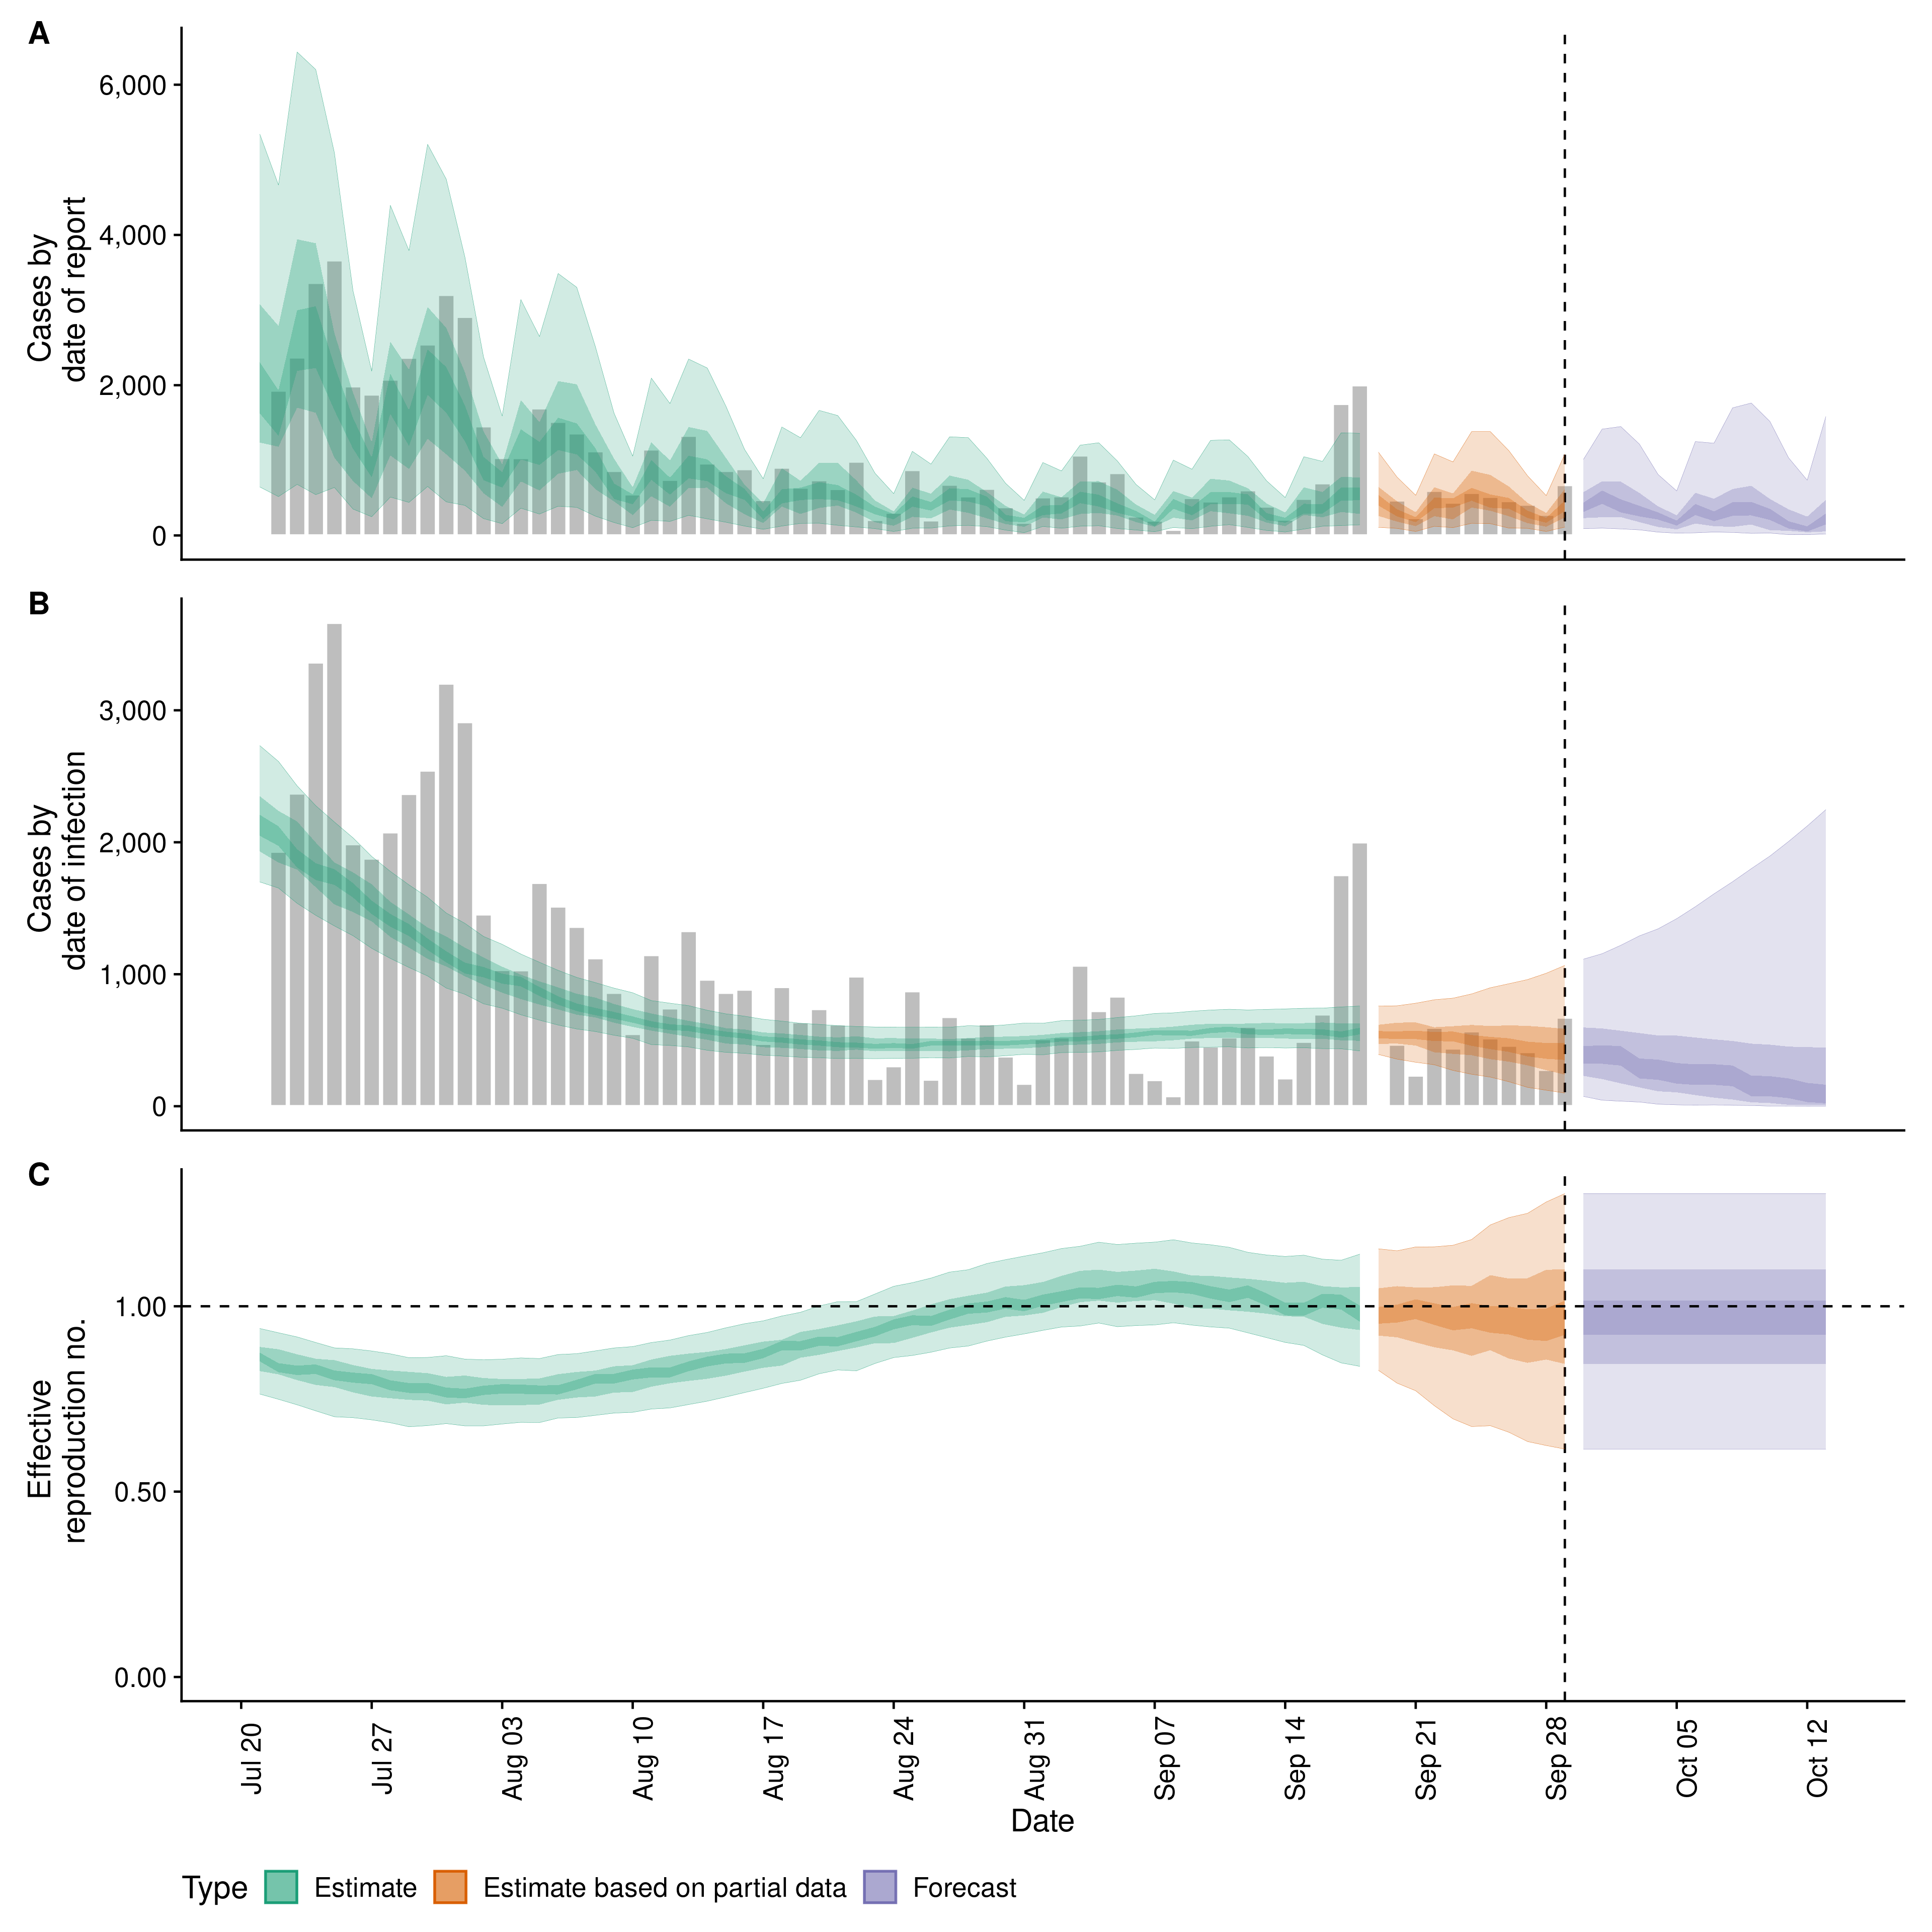 A
Cases by
date of report
6,000
4,000
2,000
0
B
Cases by
date of infection
3,000
2,000
1,000
0
C
Effective
reproduction no.
1.00
0.50
0.00
Jul 20
Jul 27
Aug 03
Aug 10
Aug 17
Aug 24
Aug 31
Sep 07
Sep 14
Sep 21
Sep 28
Oct 05
Oct 12
Date
Type Estimate Estimate based on partial data Forecast